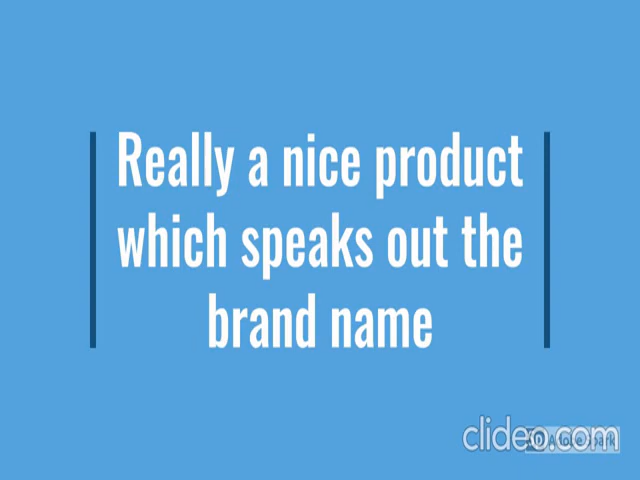 Really a nice product
which speaks out the
brand name
clideo.com